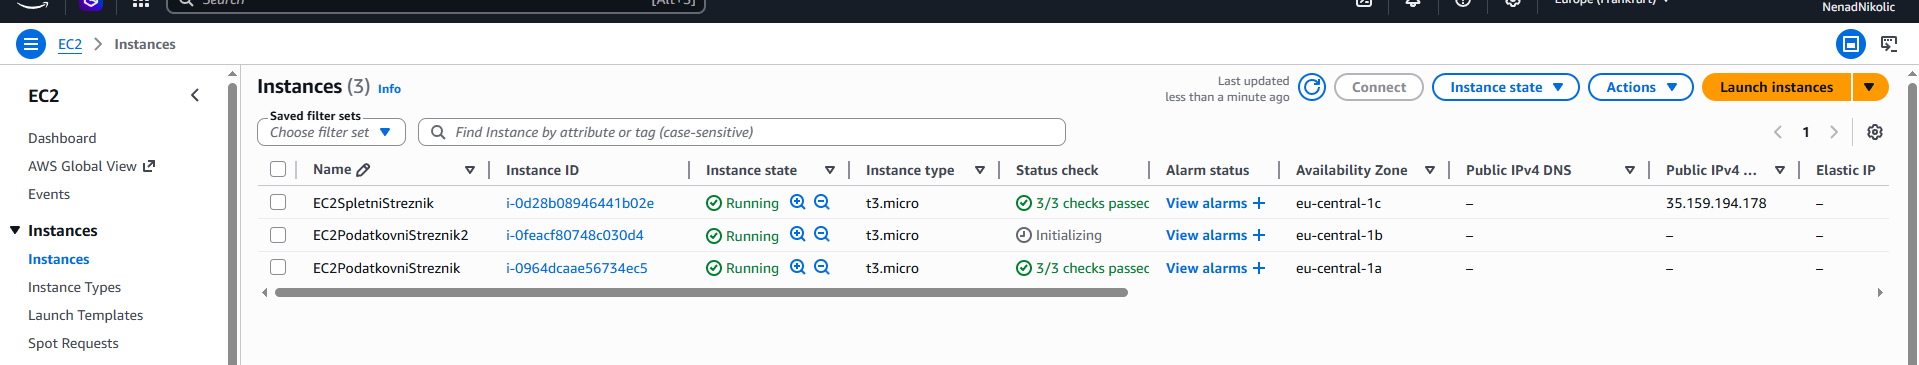 Search [Alt+S] Europe (Frankfurt) NenadNikolic
EC2 Instances
EC2
Dashboard
AWS Global View
Events
Instances
Instances
Instance Types
Launch Templates
Spot Requests
Instances (3) Info
Last updated
less than a minute ago
Connect Instance state Actions Launch instances
Saved filter sets
Choose filter set Find Instance by attribute or tag (case-sensitive) 1
Name Instance ID Instance state Instance type Status check Alarm status Availability Zone Public IPv4 DNS Public IPv4 ... Elastic IP
EC2SpletniStreznik i-0d28b08946441b02e Running t3.micro 3/3 checks passec View alarms + eu-central-1c – 35.159.194.178 –
EC2PodatkovniStreznik2 i-0feacf80748c030d4 Running t3.micro Initializing View alarms + eu-central-1b – – –
EC2PodatkovniStreznik i-0964dcaae56734ec5 Running t3.micro 3/3 checks passec View alarms + eu-central-1a – – –